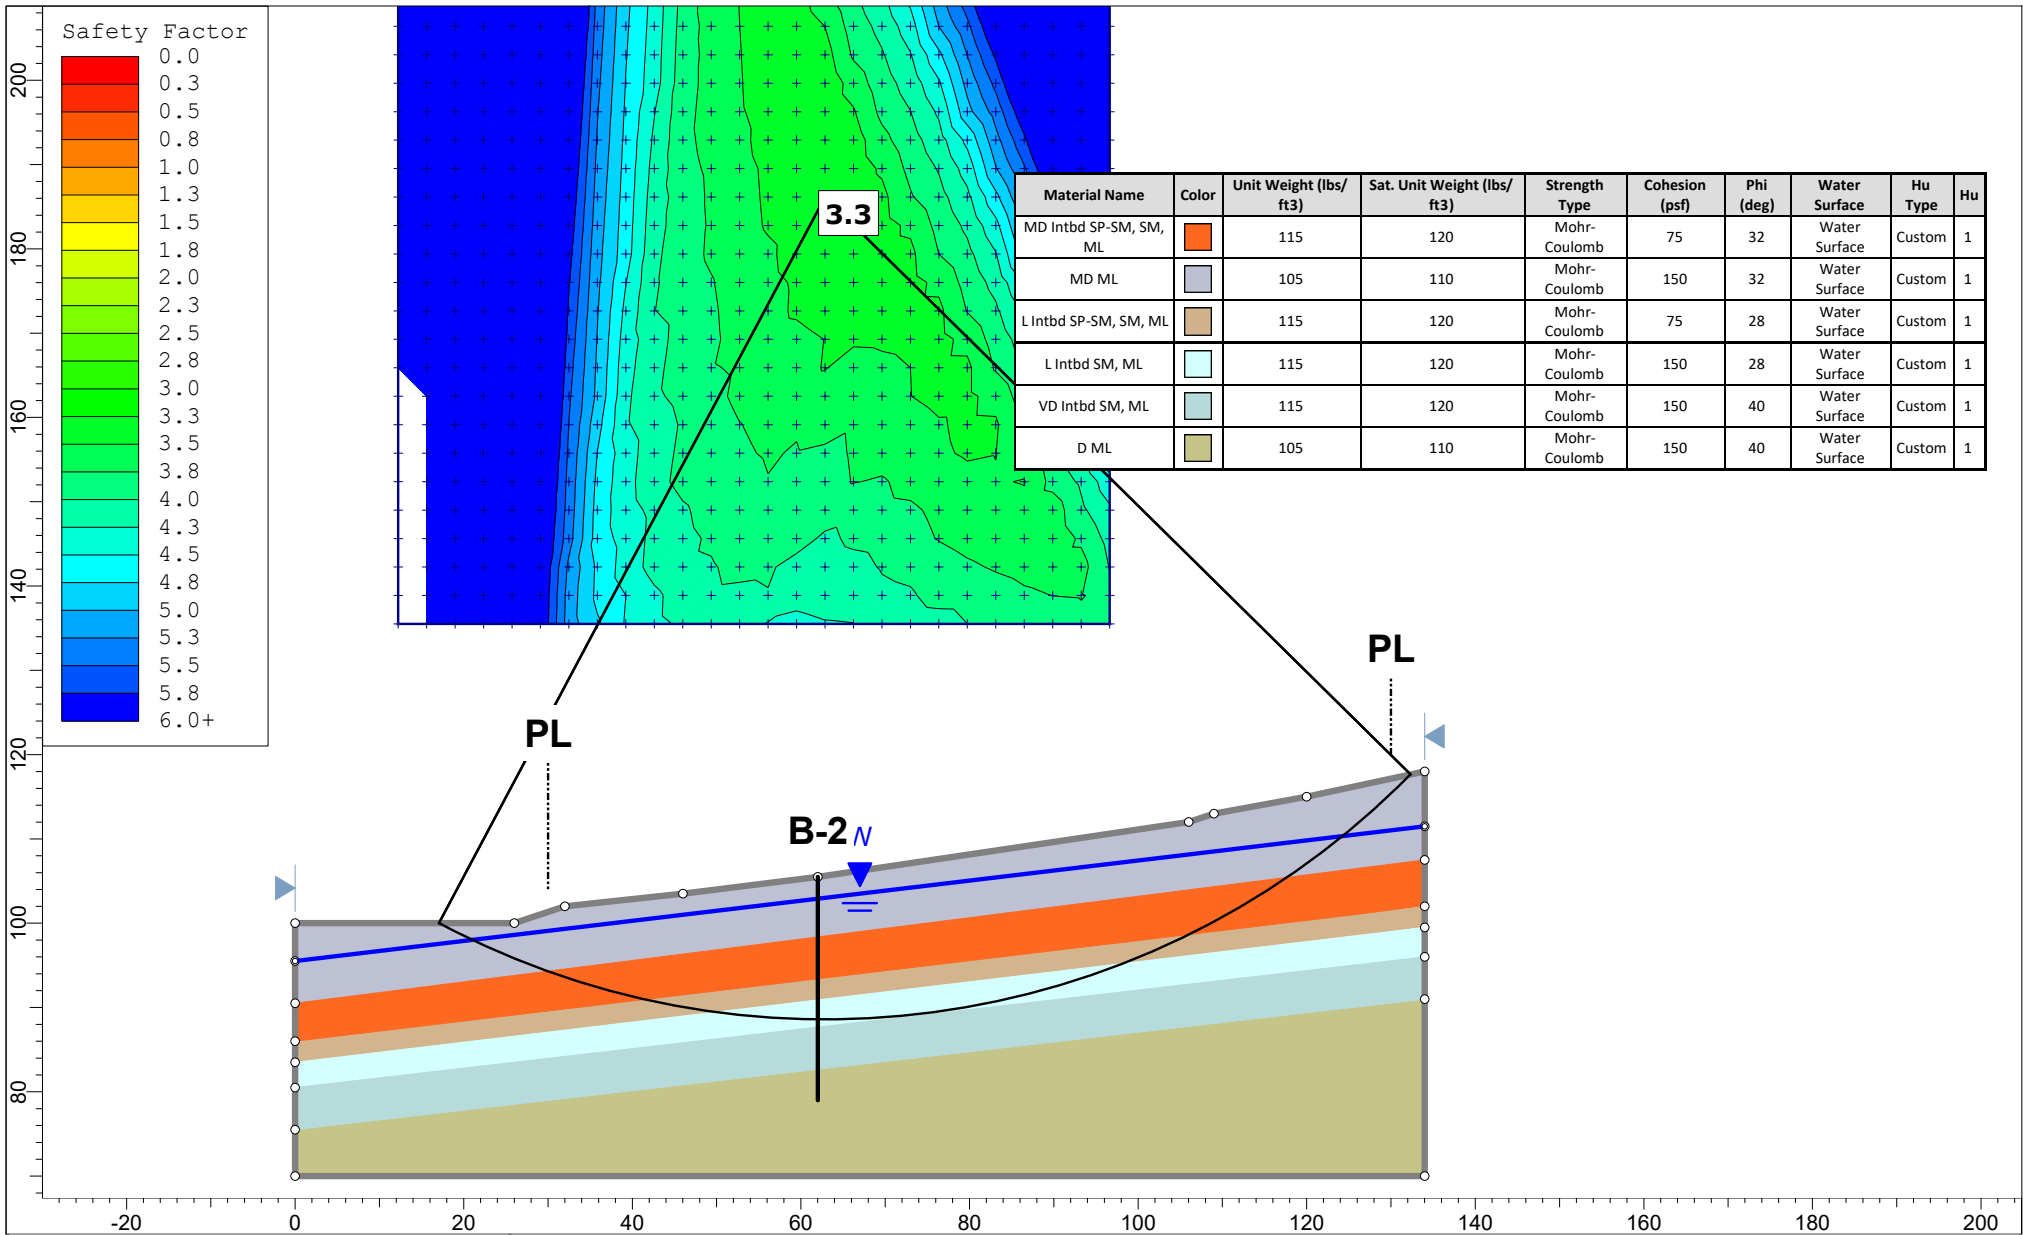 Safety Factor
0.0
0.3
0.5
0.8
1.0
1.3
1.5
1.8
2.0
2.3
2.5
2.8
3.0
3.3
3.5
3.8
4.0
4.3
4.5
4.8
5.0
5.3
5.5
5.8
6.0+
3.3
Material Name Color Unit Weight (lbs/ft3) Sat. Unit Weight (lbs/ft3) Strength Type Cohesion (psf) Phi (deg) Water Surface Hu Type Hu
MD Intbd SP-SM, SM, ML 115 120 Mohr-Coulomb 75 32 Water Surface Custom 1
MD ML 105 110 Mohr-Coulomb 150 32 Water Surface Custom 1
L Intbd SP-SM, SM, ML 115 120 Mohr-Coulomb 75 28 Water Surface Custom 1
L Intbd SM, ML 115 120 Mohr-Coulomb 150 28 Water Surface Custom 1
VD Intbd SM, ML 115 120 Mohr-Coulomb 150 40 Water Surface Custom 1
D ML 105 110 Mohr-Coulomb 150 40 Water Surface Custom 1
PL
PL
B-2 N
200
180
160
140
120
100
80
-20 0 20 40 60 80 100 120 140 160 180 200